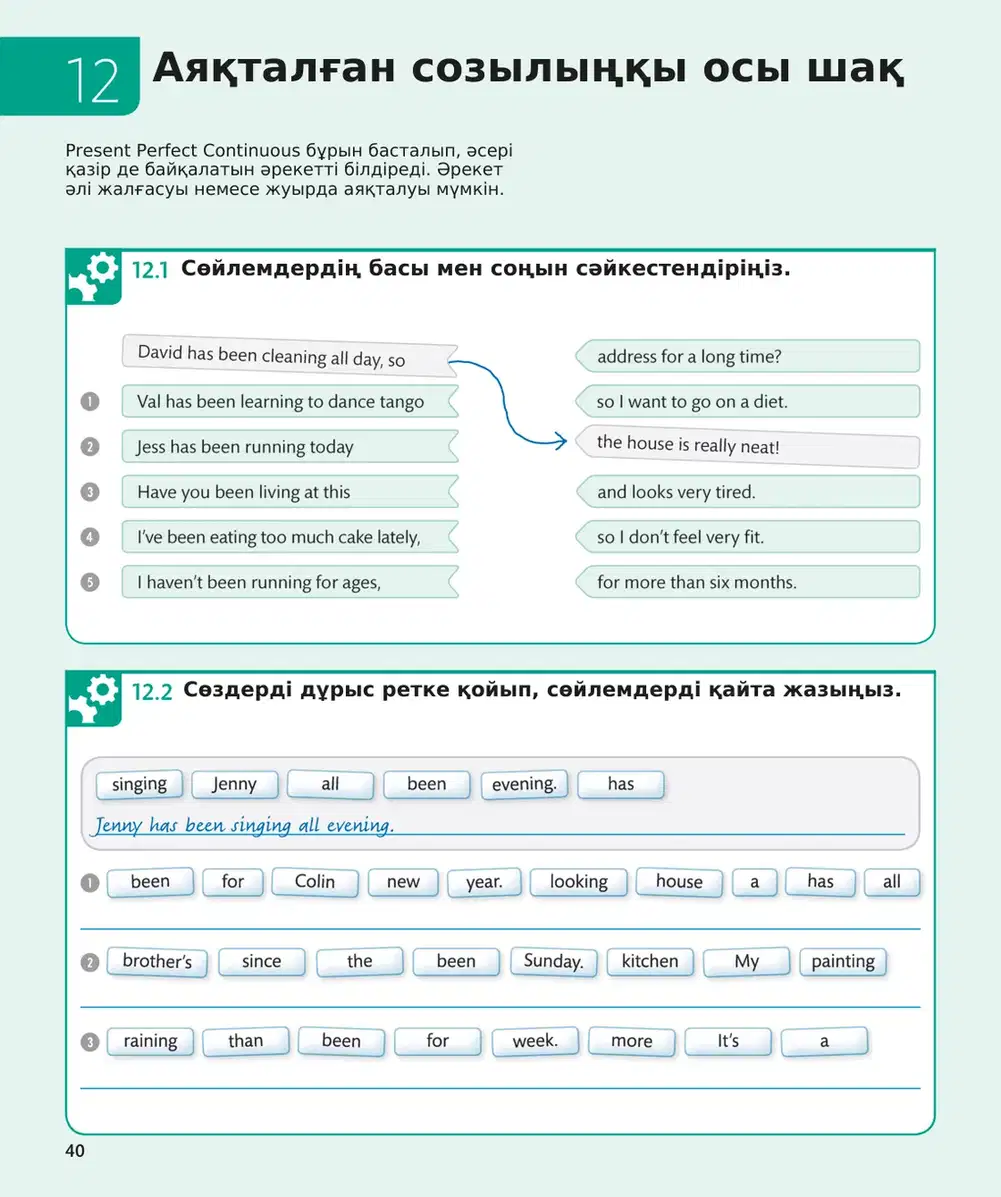 12 Аяқталған созылыңқы осы шақ
Present Perfect Continuous бұрын басталып, әсері
қазір де байқалатын әрекетті білдіреді. Әрекет
әлі жалғасуы немесе жуырда аяқталуы мүмкін.
12.1 Сөйлемдердің басы мен соңын сәйкестендіріңіз.
David has been cleaning all day, so
address for a long time?
1 Val has been learning to dance tango
so I want to go on a diet.
2 Jess has been running today
the house is really neat!
3 Have you been living at this
and looks very tired.
4 I've been eating too much cake lately,
so I don't feel very fit.
5 I haven't been running for ages,
for more than six months.
12.2 Сөздерді дұрыс ретке қойып, сөйлемдерді қайта жазыңыз.
singing Jenny all been evening. has
Jenny has been singing all evening.
1 been for Colin new year. looking house a has all
2 brother's since the been Sunday. kitchen My painting
3 raining than been for week. more It's a
40